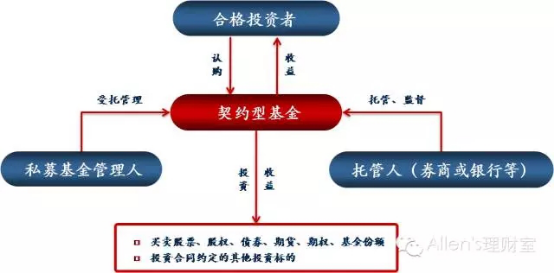 合格投资者
认购
收益
受托管理
契约型基金
托管、监督
私募基金管理人
托管人（券商或银行等）
投资
收益
买卖股票、股权、债券、期货、期权、基金份额
投资合同约定的其他投资标的
Allen's理财室